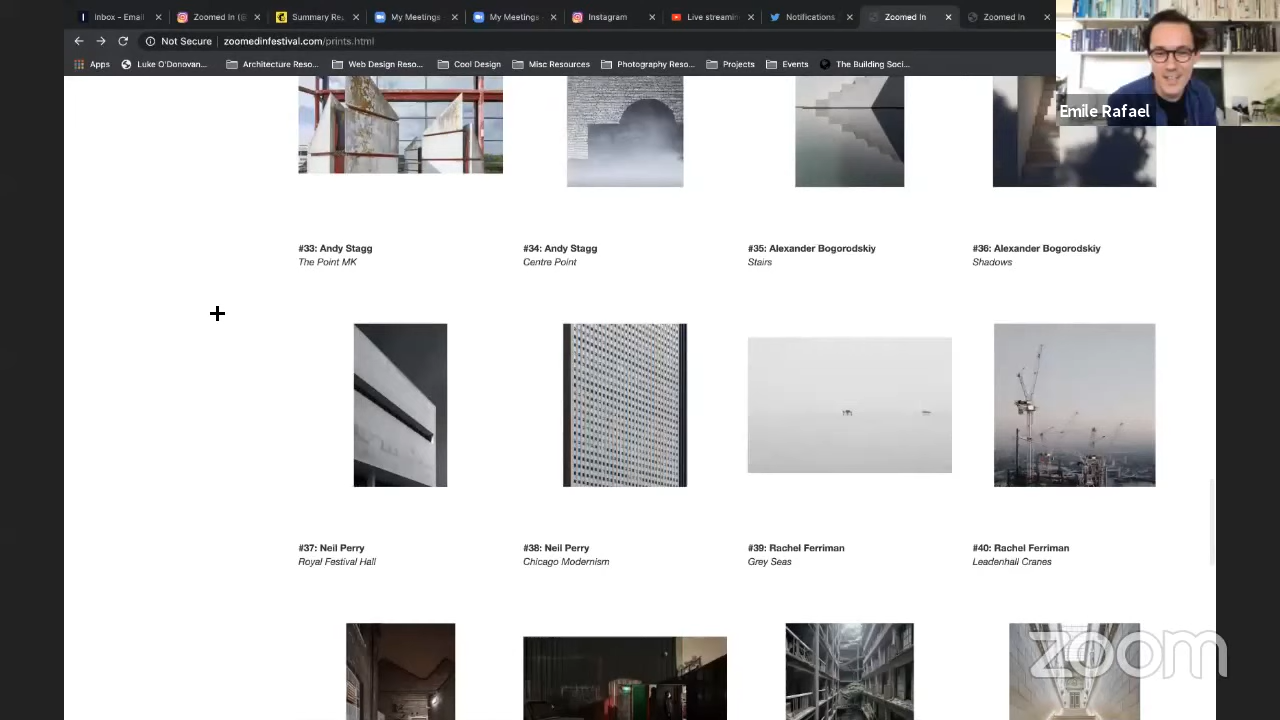 Inbox - Email
Zoomed In (@
Summary Re
My Meetings
My Meetings
Instagram
Live streamin
Notifications
Zoomed In
Zoomed In
Not Secure
zoomedinfestival.com/prints.html
Apps
Luke O'Donovan...
Architecture Reso...
Web Design Reso...
Cool Design
Misc Resources
Photography Reso...
Projects
Events
The Building Soci...
Emile Rafael
#33: Andy Stagg
The Point MK
#34: Andy Stagg
Centre Point
#35: Alexander Bogorodskiy
Stairs
#36: Alexander Bogorodskiy
Shadows
#37: Neil Perry
Royal Festival Hall
#38: Neil Perry
Chicago Modernism
#39: Rachel Ferriman
Grey Seas
#40: Rachel Ferriman
Leadenhall Cranes
zoom